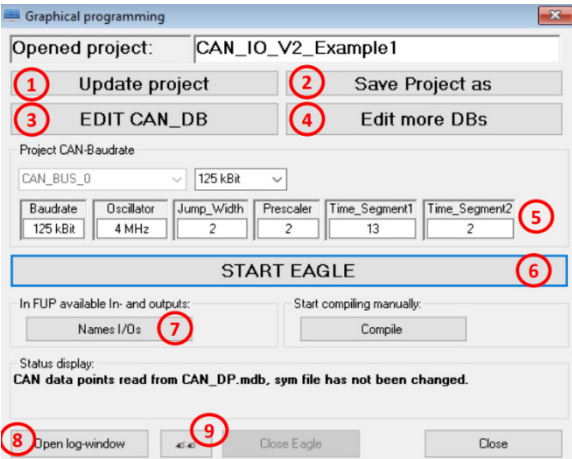 Graphical programming
Opened project: CAN_IO_V2_Example1
1 Update project 2 Save Project as
3 EDIT CAN_DB 4 Edit more DBs
Project CAN-Baudrate
CAN_BUS_0 125 kBit
Baudrate Oscillator Jump_Width Prescaler Time_Segment1 Time_Segment2
125 kBit 4 MHz 2 2 13 2 5
START EAGLE 6
In FUP available In- and outputs: Start compiling manually:
Names I/Os 7 Compile
Status display:
CAN data points read from CAN_DP.mdb, sym file has not been changed.
8 Open log-window 9 Close Eagle Close